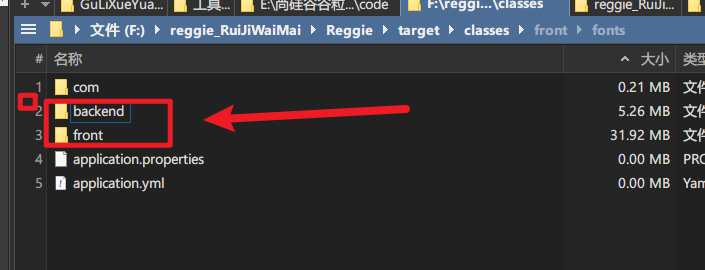 GuLiXueYua... 工具... E:\尚硅谷谷粒...\code F:\reggi...\classes reggie_RuiJi...
文件 (F:) reggie_RuiJiWaiMai Reggie target classes front fonts
# 名称 大小 类型
1 com 0.21 MB 文件
2 backend 5.26 MB 文件
3 front 31.92 MB 文件
4 application.properties 0.00 MB PRO
5 application.yml 0.00 MB Yam